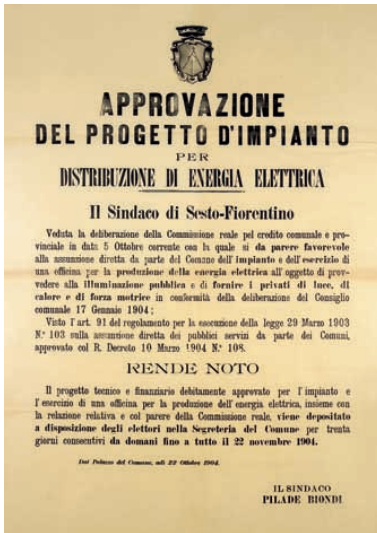 APPROVAZIONE
DEL PROGETTO D'IMPIANTO
PER
DISTRIBUZIONE DI ENERGIA ELETTRICA
Il Sindaco di Sesto-Fiorentino
Veduta la deliberazione della Commissione reale pel credito comunale e pro-
vinciale in data 5 Ottobre corrente con la quale si da parere favorevole
alla assunzione diretta da parte del Comune dell'impianto e dell'esercizio di
una officina per la produzione della energia elettrica all'oggetto di provve-
dere alla illuminazione pubblica e di fornire i privati di luce, di
calore e di forza motrice in conformità della deliberazione del Consiglio
comunale 17 Gennaio 1904;
Visto l'art. 91 del regolamento per la esecuzione della legge 29 Marzo 1903
N.° 103 sulla assunzione diretta dei pubblici servizi da parte dei Comuni,
approvato col R. Decreto 10 Marzo 1904 N.° 108.
RENDE NOTO
Il progetto tecnico e finanziario debitamente approvato per l'impianto e
l'esercizio di una officina per la produzione dell'energia elettrica, insieme con
la relazione relativa e col parere della Commissione reale, viene depositato
a disposizione degli elettori nella Segreteria del Comune per trenta
giorni consecutivi da domani fino a tutto il 22 novembre 1904.
Dal Palazzo del Comune, adì 22 Ottobre 1904.
IL SINDACO
PILADE BIONDI